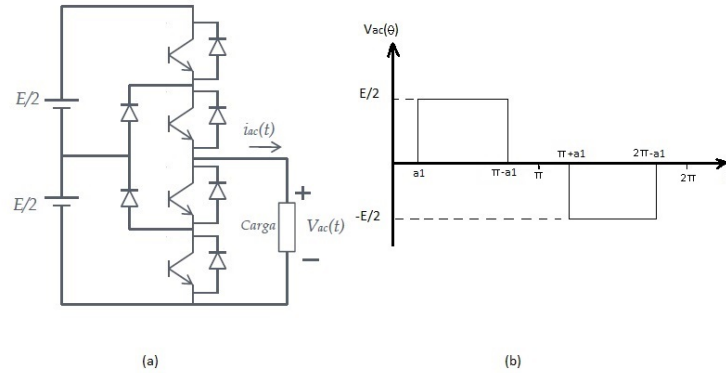 E/2
E/2
iac(t)
+
Carga
Vac(t)
−
(a)
Vac(θ)
E/2
-E/2
a1
π-a1
π
π+a1
2π-a1
2π
(b)